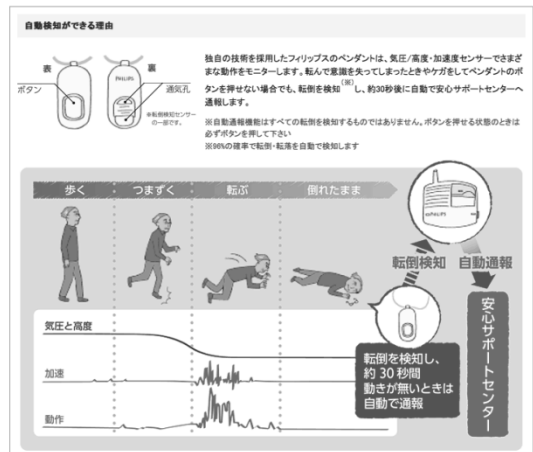 自動検知ができる理由
表
裏
ボタン
PHILIPS
通気孔
※転倒検知センサー
の一部です。
独自の技術を採用したフィリップスのペンダントは、気圧/高度・加速度センサーでさまざ
まな動作をモニターします。転んで意識を失ってしまったときやケガをしてペンダントのボ
タンを押せない場合でも、転倒を検知(※)し、約30秒後に自動で安心サポートセンターへ
通報します。
※自動通報機能はすべての転倒を検知するものではありません。ボタンを押せる状態のときは
必ずボタンを押して下さい
※96%の確率で転倒・転落を自動で検知します
歩く
つまずく
転ぶ
倒れたまま
PHILIPS
転倒検知
自動通報
気圧と高度
加速
動作
転倒を検知し、
約30秒間
動きが無いときは
自動で通報
安心サポートセンター